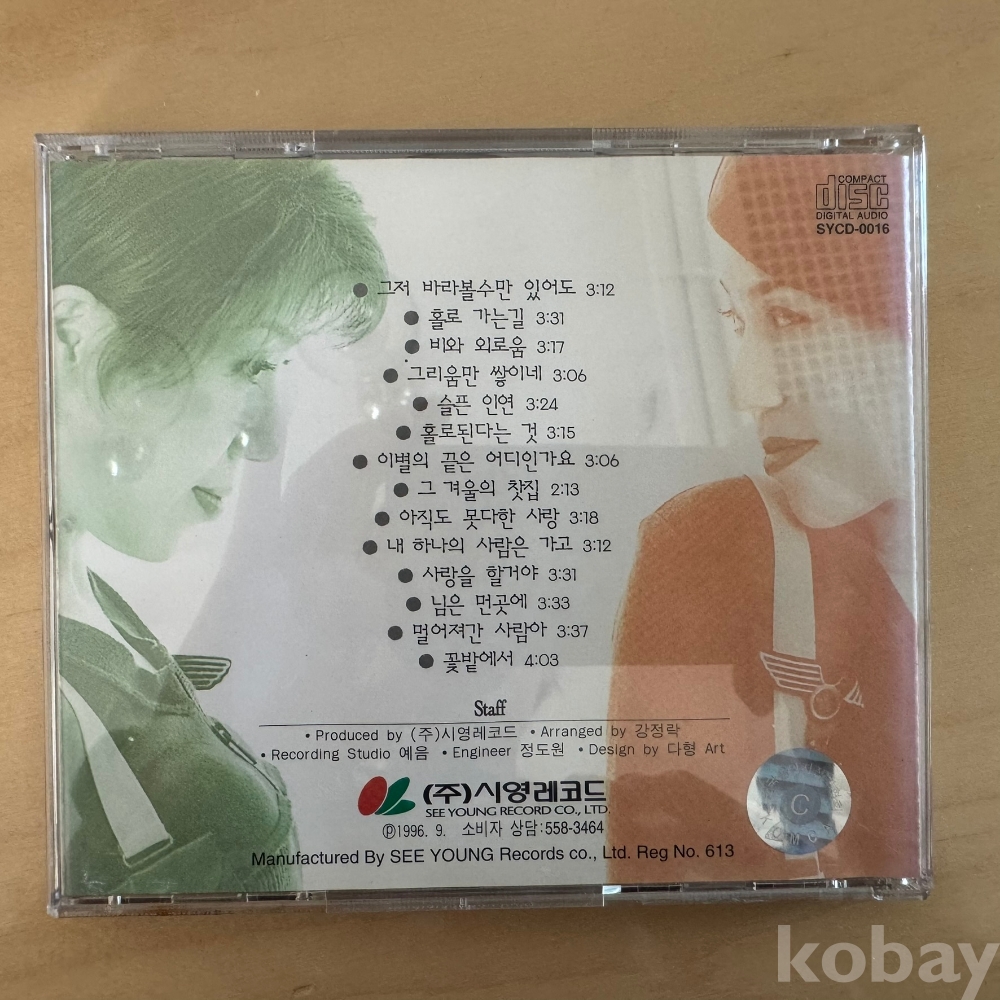 COMPACT
disc
DIGITAL AUDIO
SYCD-0016
● 그저 바라볼수만 있어도 3:12
● 홀로 가는길 3:31
● 비와 외로움 3:17
● 그리움만 쌓이네 3:06
● 슬픈 인연 3:24
● 홀로된다는 것 3:15
● 이별의 끝은 어디인가요 3:06
● 그 겨울의 찻집 2:13
● 아직도 못다한 사랑 3:18
● 내 하나의 사람은 가고 3:12
● 사랑을 할거야 3:31
● 님은 먼곳에 3:33
● 멀어져간 사람아 3:37
● 꽃밭에서 4:03
Staff
• Produced by (주)시영레코드 • Arranged by 강정락
• Recording Studio 예음 • Engineer 정도원 • Design by 다형 Art
(주)시영레코드
SEE YOUNG RECORD CO., LTD.
Ⓟ1996. 9. 소비자 상담:558-3464
Manufactured By SEE YOUNG Records co., Ltd. Reg No. 613
C
kobay